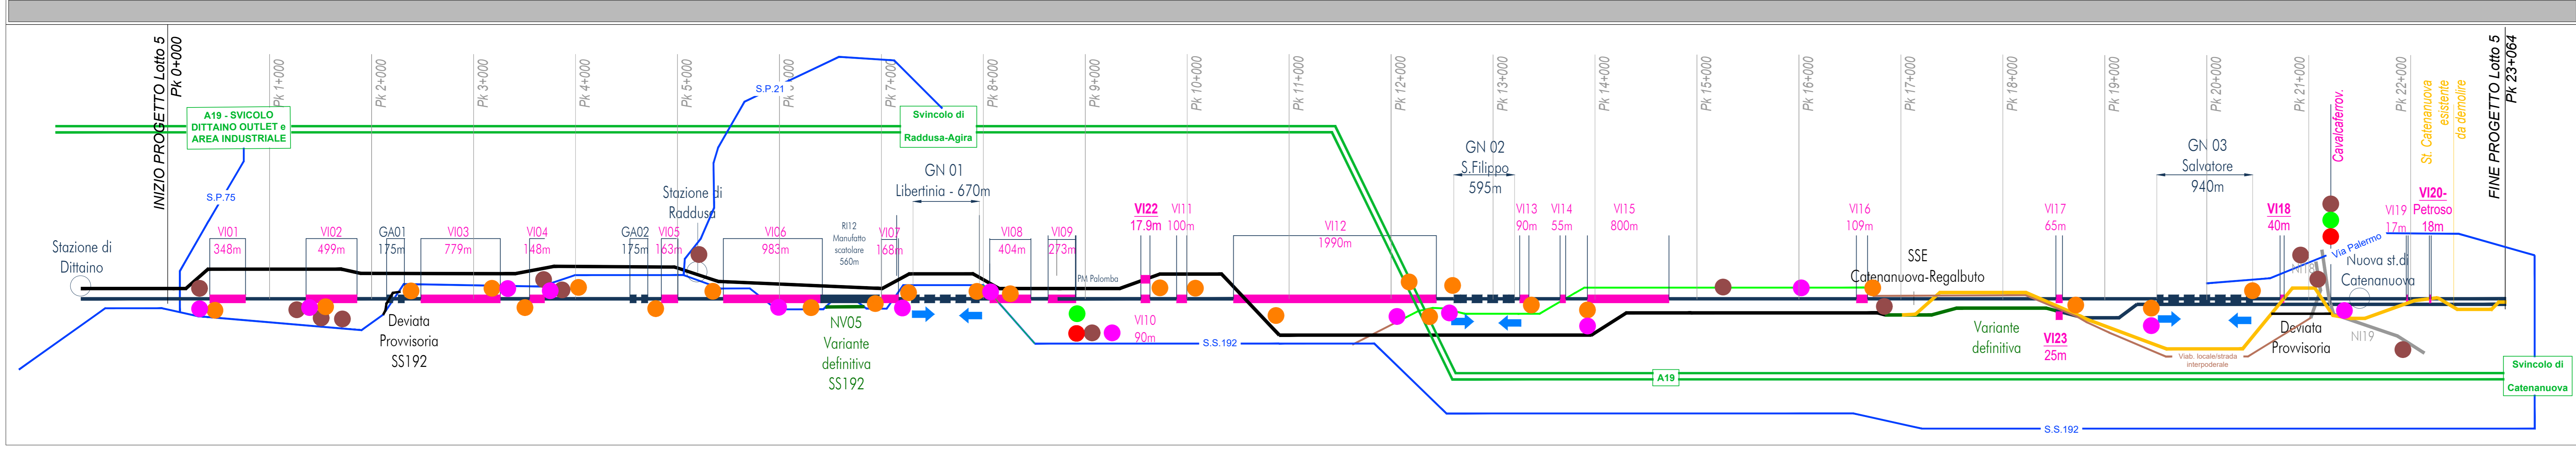 INIZIO PROGETTO Lotto 5
Pk 0+000
Pk 1+000
Pk 2+000
Pk 3+000
Pk 4+000
Pk 5+000
Pk 7+000
Pk 8+000
Pk 9+000
Pk 10+000
Pk 11+000
Pk 12+000
Pk 13+000
Pk 14+000
Pk 15+000
Pk 16+000
Pk 17+000
Pk 18+000
Pk 19+000
Pk 20+000
Pk 21+000
Pk 22+000
Cavalcaferrov.
St. Catenanuova
esistente
da demolire
FINE PROGETTO Lotto 5
Pk 23+064
A19 - SVICOLO
DITTAINO OUTLET e
AREA INDUSTRIALE
S.P.75
S.P.21
Svincolo di
Raddusa-Agira
Stazione di
Dittaino
VI01
348m
VI02
499m
GA01
175m
VI03
779m
VI04
148m
GA02
175m
VI05
163m
Stazione di
Raddusa
VI06
983m
RI12
Manufatto
scatolare
560m
VI07
168m
GN 01
Libertinia - 670m
VI08
404m
VI09
273m
PM Palomba
VI22
17.9m
VI11
100m
VI10
90m
VI12
1990m
GN 02
S.Filippo
595m
VI13
90m
VI14
55m
VI15
800m
VI16
109m
SSE
Catenanuova-Regalbuto
VI17
65m
VI23
25m
GN 03
Salvatore
940m
VI18
40m
VI19
17m
VI20-
Petroso
18m
Via Palermo
NI18
Nuova st.di
Catenanuova
NI19
Deviata
Provvisoria
SS192
NV05
Variante
definitiva
SS192
S.S.192
A19
Variante
definitiva
Viab. locale/strada
interpoderale
Deviata
Provvisoria
S.S.192
Svincolo di
Catenanuova